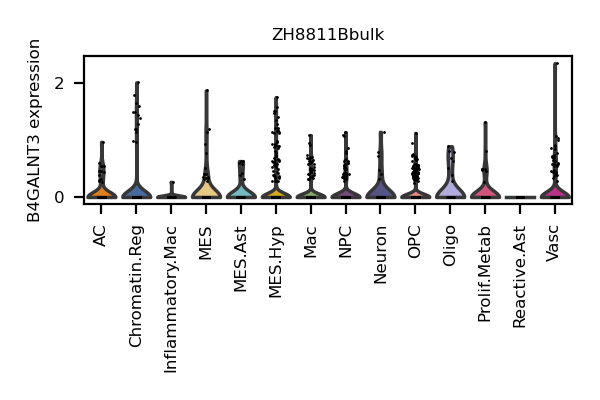 ZH8811Bbulk
B4GALNT3 expression
2
0
AC
Chromatin.Reg
Inflammatory.Mac
MES
MES.Ast
MES.Hyp
Mac
NPC
Neuron
OPC
Oligo
Prolif.Metab
Reactive.Ast
Vasc